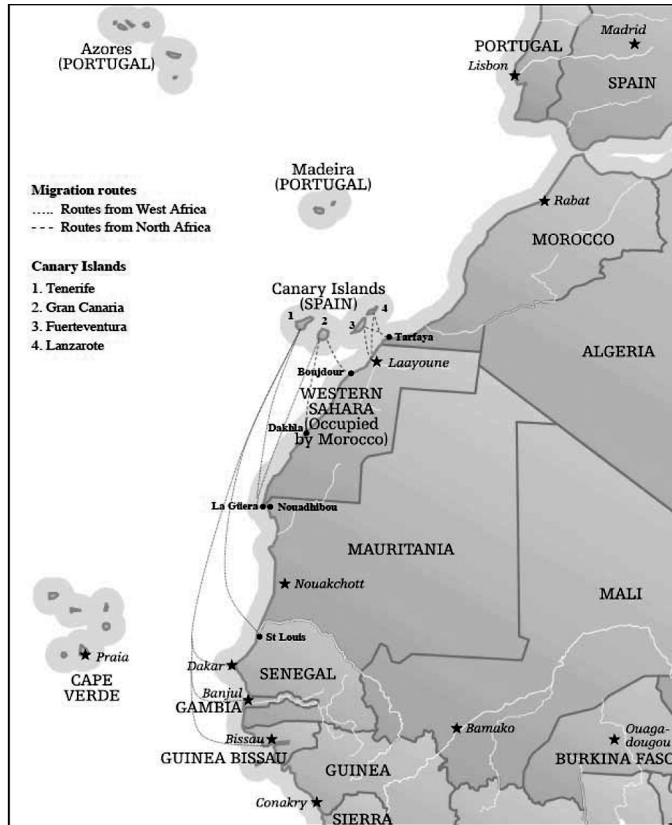 Azores
(PORTUGAL)
PORTUGAL
Madrid
Lisbon
SPAIN
Madeira
(PORTUGAL)
Migration routes
..... Routes from West Africa
--- Routes from North Africa
Rabat
MOROCCO
Canary Islands
1. Tenerife
2. Gran Canaria
3. Fuerteventura
4. Lanzarote
Canary Islands
(SPAIN)
1
2
3
4
Tarfaya
ALGERIA
Laayoune
Boujdour
WESTERN
SAHARA
(Occupied
by Morocco)
Dakhla
La Güera
Nouadhibou
MAURITANIA
Nouakchott
MALI
St Louis
Praia
CAPE
VERDE
Dakar
SENEGAL
Banjul
GAMBIA
Bissau
GUINEA BISSAU
Bamako
Ouaga-
dougou
BURKINA FASO
GUINEA
Conakry
SIERRA